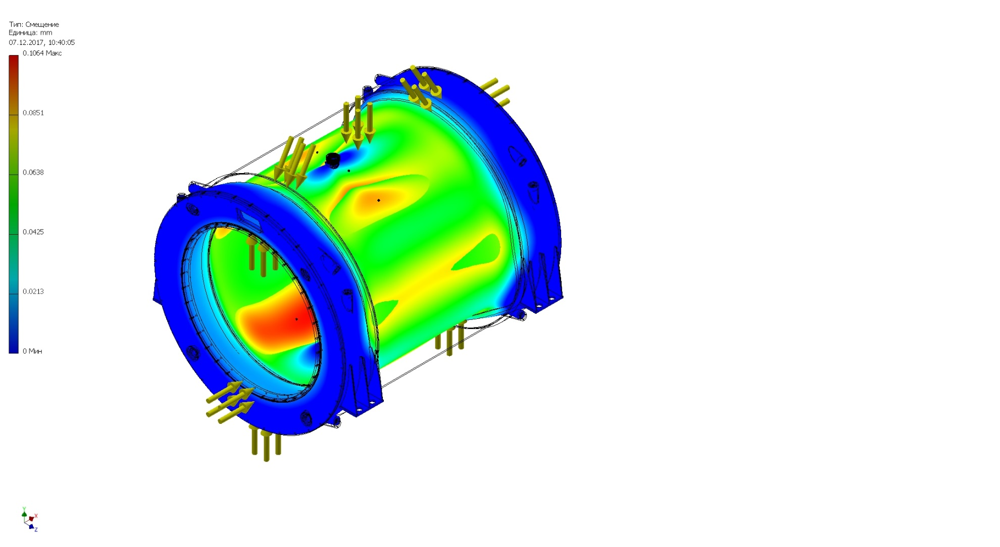 Тип: Смещение
Единица: mm
07.12.2017, 10:40:05
0.1064 Макс
0.0851
0.0638
0.0425
0.0213
0 Мин
Y
X
Z